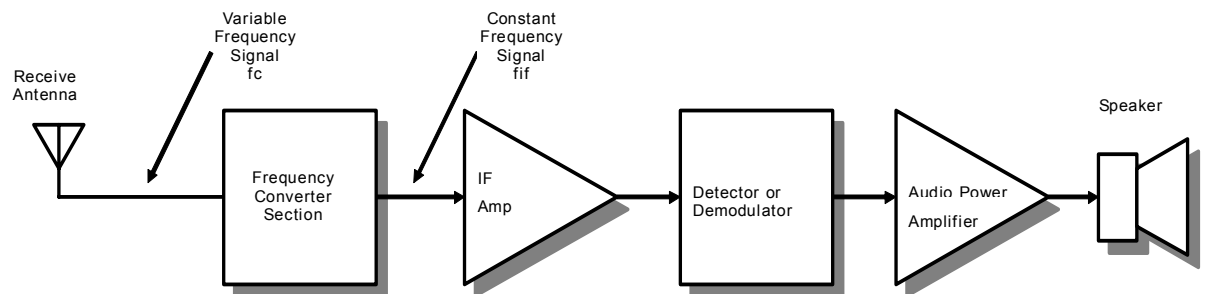 Variable
Frequency
Signal
fc
Constant
Frequency
Signal
fif
Receive
Antenna
Speaker
Frequency
Converter
Section
IF
Amp
Detector or
Demodulator
Audio Power
Amplifier